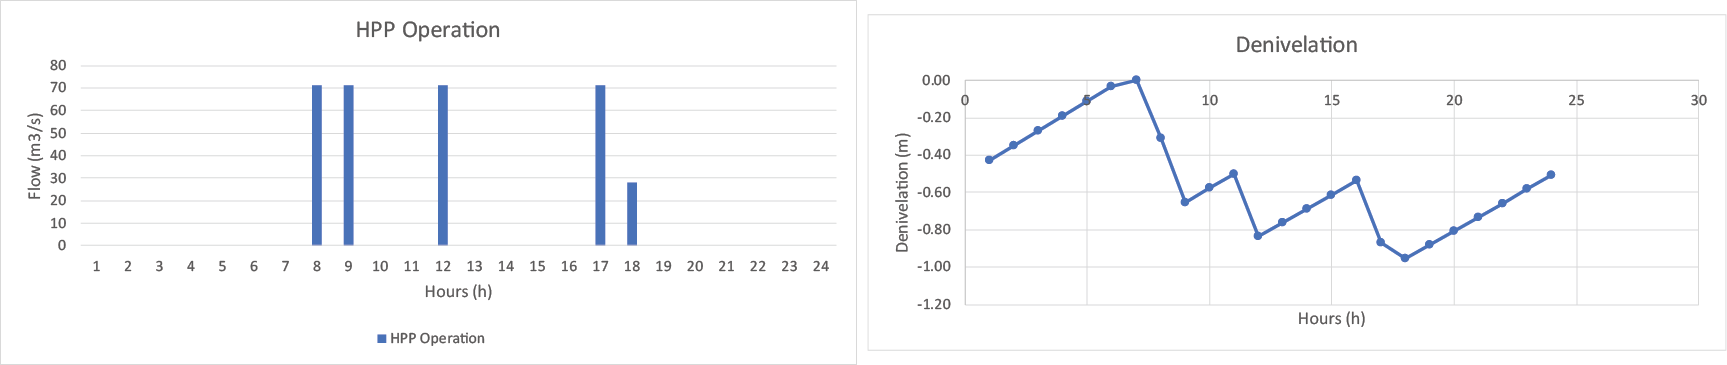 HPP Operation
80
70
60
50
40
30
20
10
0
Flow (m3/s)
1 2 3 4 5 6 7 8 9 10 11 12 13 14 15 16 17 18 19 20 21 22 23 24
Hours (h)
HPP Operation
Denivelation
0.00
-0.20
-0.40
-0.60
-0.80
-1.00
-1.20
Denivelation (m)
0 5 10 15 20 25 30
Hours (h)